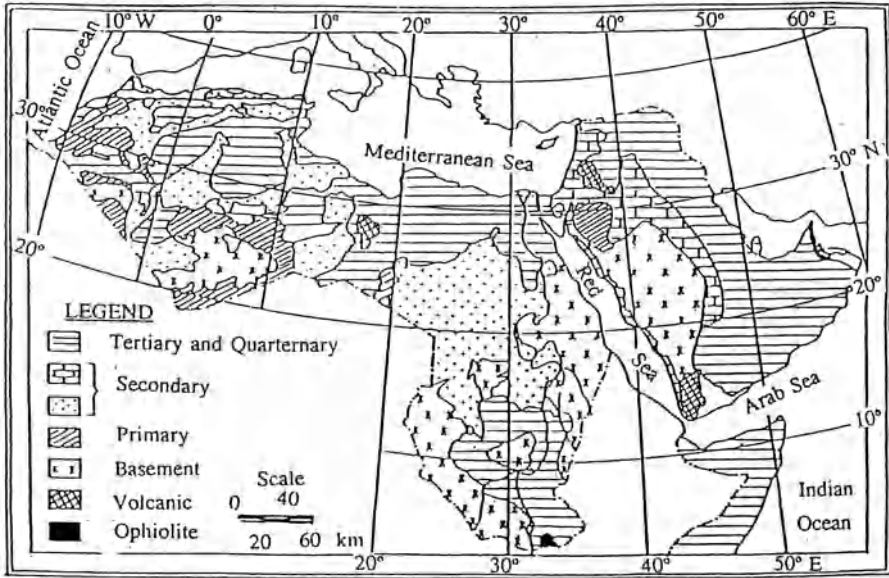 10° W 0° 10° 20° 30° 40° 50° 60° E
Atlantic Ocean
30°
Mediterranean Sea
30° N
20°
Red Sea
20°
LEGEND
Tertiary and Quarternary
Secondary
Primary
Basement
Volcanic
Ophiolite
Arab Sea
10°
Scale
0 40
20 60 km
Indian
Ocean
20° 30° 40° 50° E